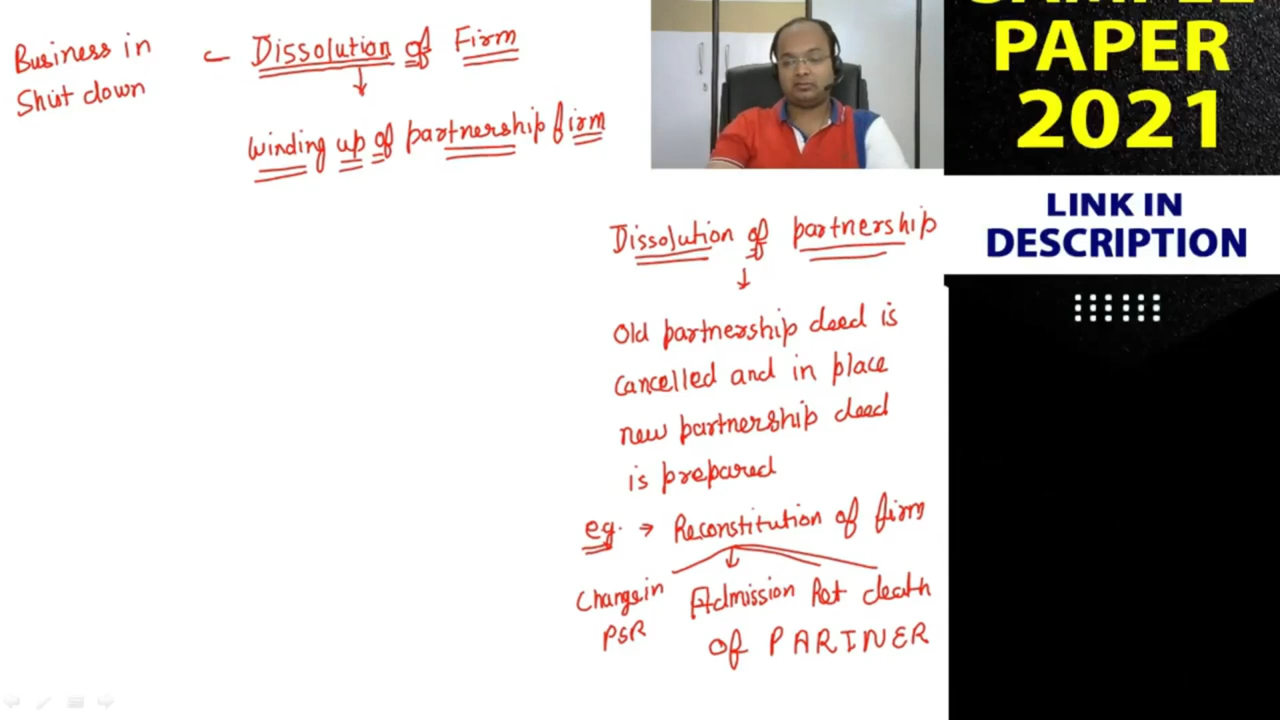 Business in
Shut down
Dissolution of Firm
winding up of partnership firm
Dissolution of partnership
Old partnership deed is
cancelled and in place
new partnership deed
is prepared
eg. → Reconstitution of firm
Change in
PSR
Admission Ret death
of PARTNER
SAMPLE
PAPER
2021
LINK IN
DESCRIPTION